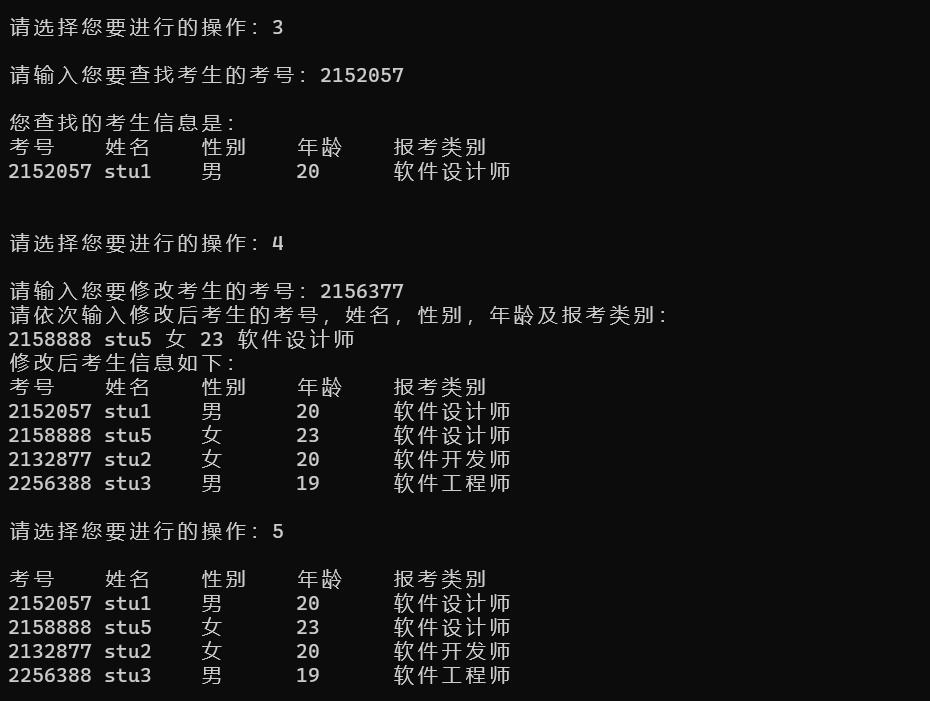 请选择您要进行的操作：3
请输入您要查找考生的考号：2152057
您查找的考生信息是：
考号 姓名 性别 年龄 报考类别
2152057 stu1 男 20 软件设计师
请选择您要进行的操作：4
请输入您要修改考生的考号：2156377
请依次输入修改后考生的考号，姓名，性别，年龄及报考类别：
2158888 stu5 女 23 软件设计师
修改后考生信息如下：
考号 姓名 性别 年龄 报考类别
2152057 stu1 男 20 软件设计师
2158888 stu5 女 23 软件设计师
2132877 stu2 女 20 软件开发师
2256388 stu3 男 19 软件工程师
请选择您要进行的操作：5
考号 姓名 性别 年龄 报考类别
2152057 stu1 男 20 软件设计师
2158888 stu5 女 23 软件设计师
2132877 stu2 女 20 软件开发师
2256388 stu3 男 19 软件工程师